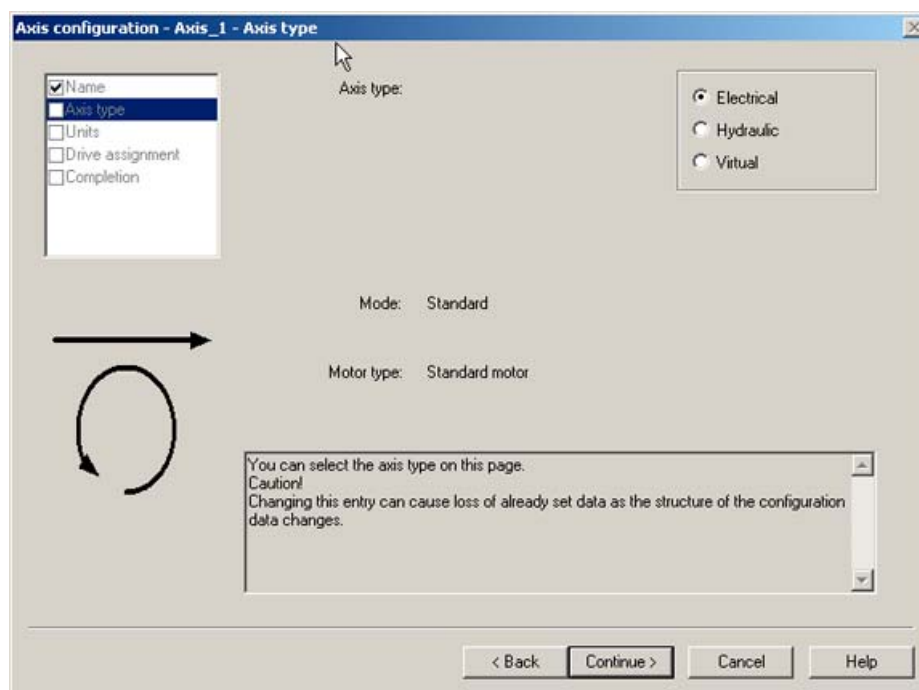 Axis configuration - Axis_1 - Axis type
Name
Axis type
Units
Drive assignment
Completion
Axis type:
Electrical
Hydraulic
Virtual
Mode: Standard
Motor type: Standard motor
You can select the axis type on this page.
Caution!
Changing this entry can cause loss of already set data as the structure of the configuration
data changes.
< Back
Continue >
Cancel
Help